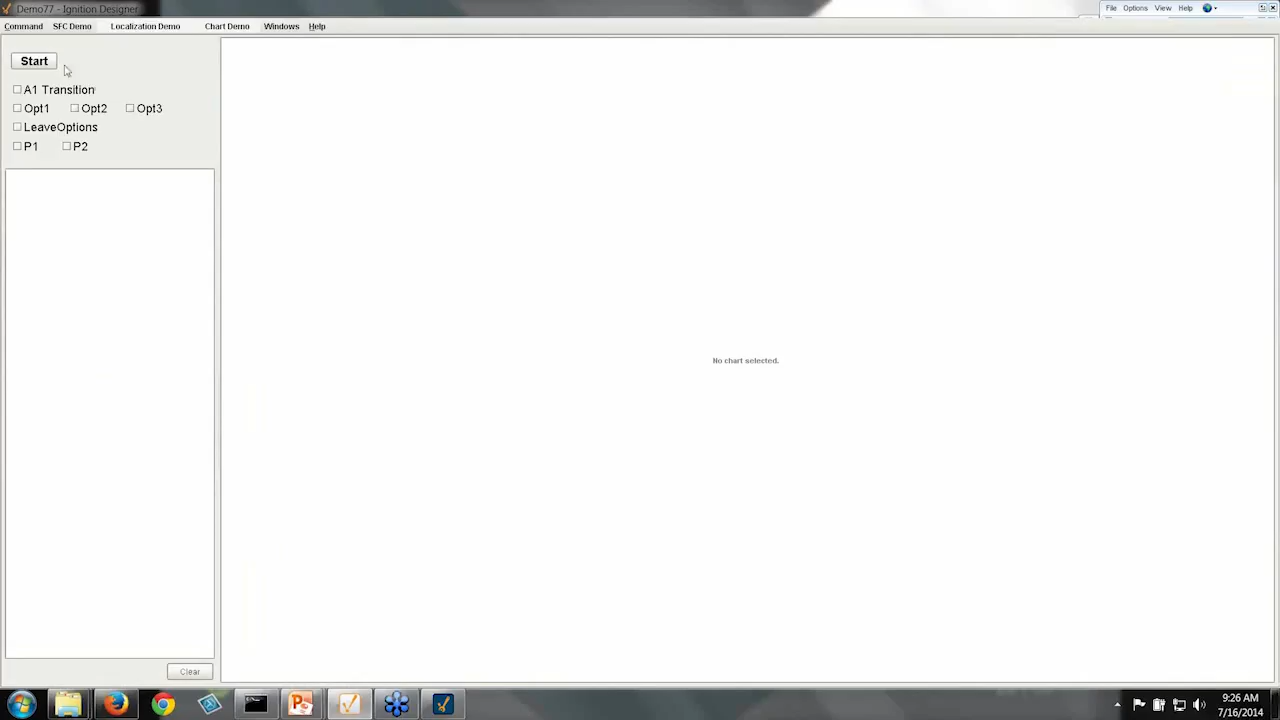 Demo77 - Ignition Designer
File Options View Help
Command SFC Demo Localization Demo Chart Demo Windows Help
Start
A1 Transition
Opt1 Opt2 Opt3
LeaveOptions
P1 P2
No chart selected.
Clear
9:26 AM
7/16/2014